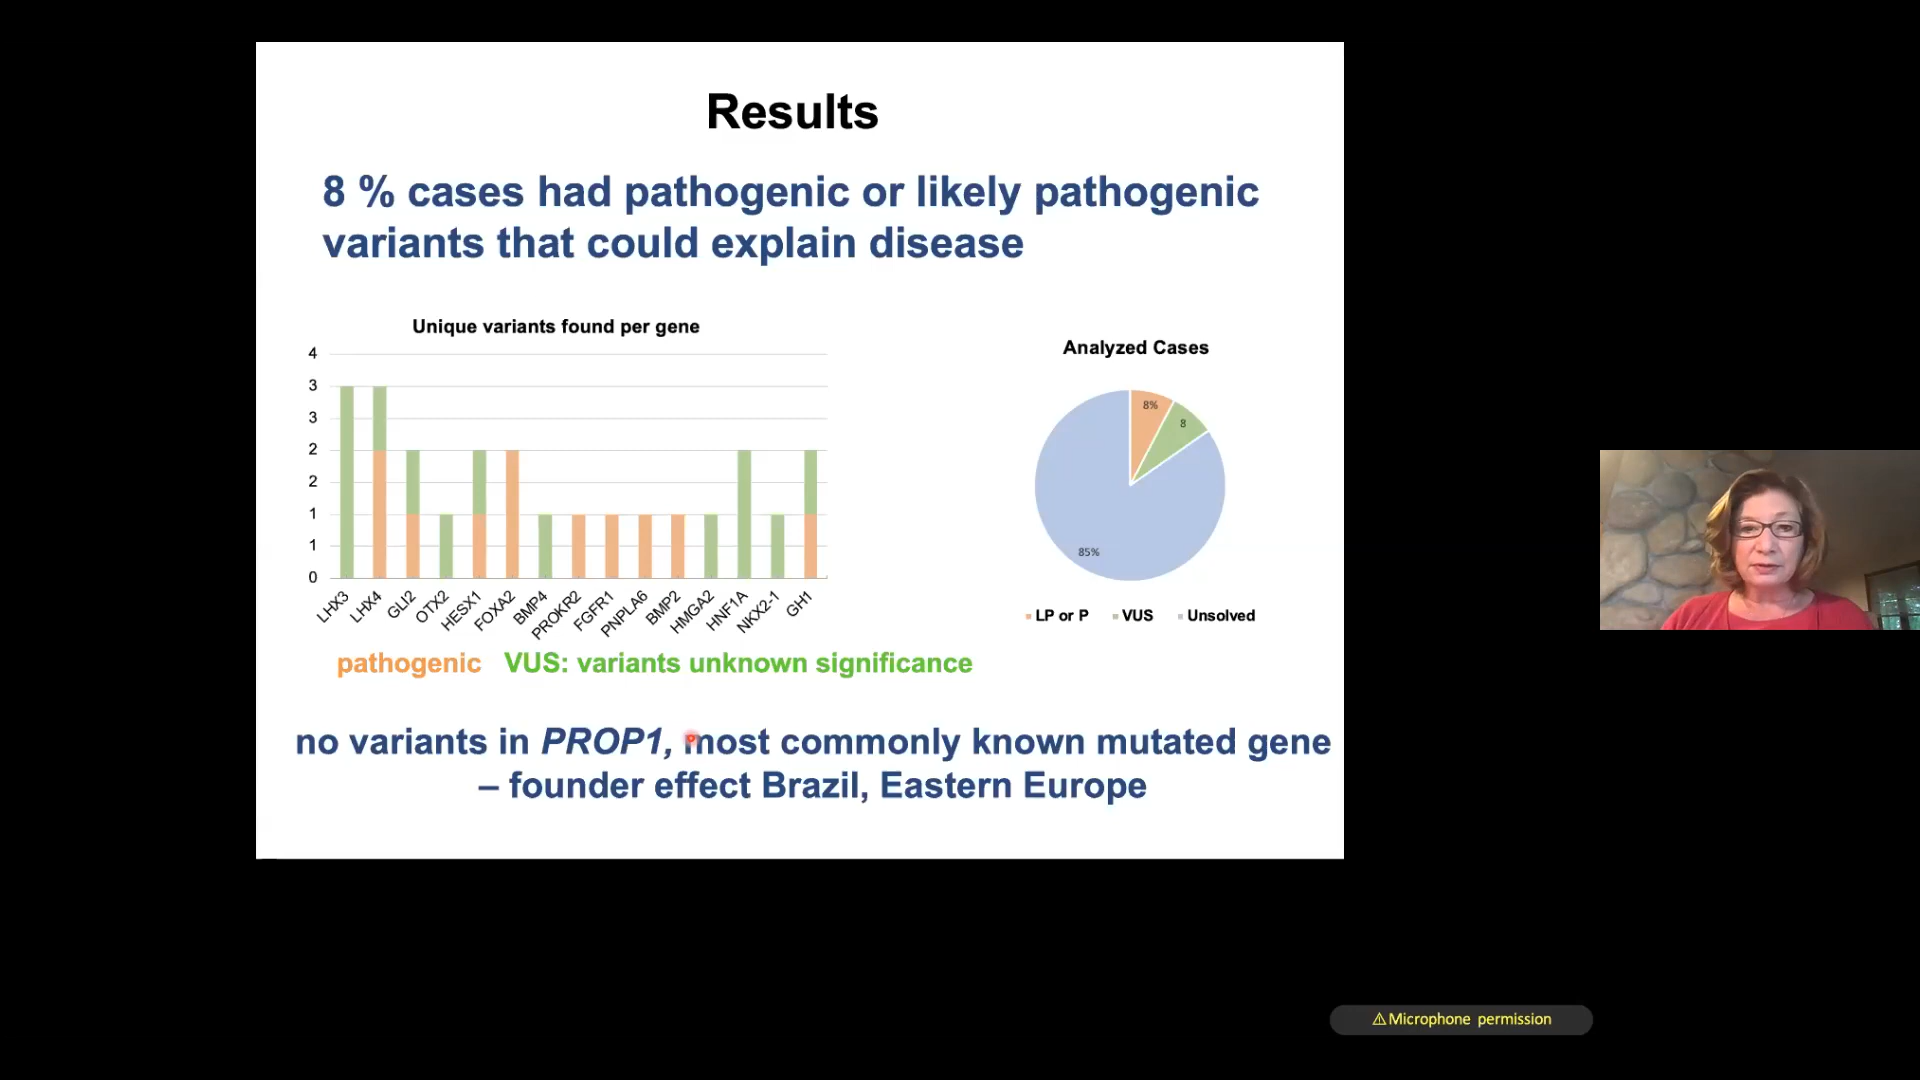 Results
8 % cases had pathogenic or likely pathogenic
variants that could explain disease
Unique variants found per gene
4
3
3
2
2
1
1
0
LHX3
LHX4
GLI2
OTX2
HESX1
FOXA2
BMP4
PROKR2
FGFR1
PNPLA6
BMP2
HMGA2
HNF1A
NKX2-1
GH1
Analyzed Cases
8%
8
85%
LP or P VUS Unsolved
pathogenic VUS: variants unknown significance
no variants in PROP1, most commonly known mutated gene
– founder effect Brazil, Eastern Europe
⚠Microphone permission